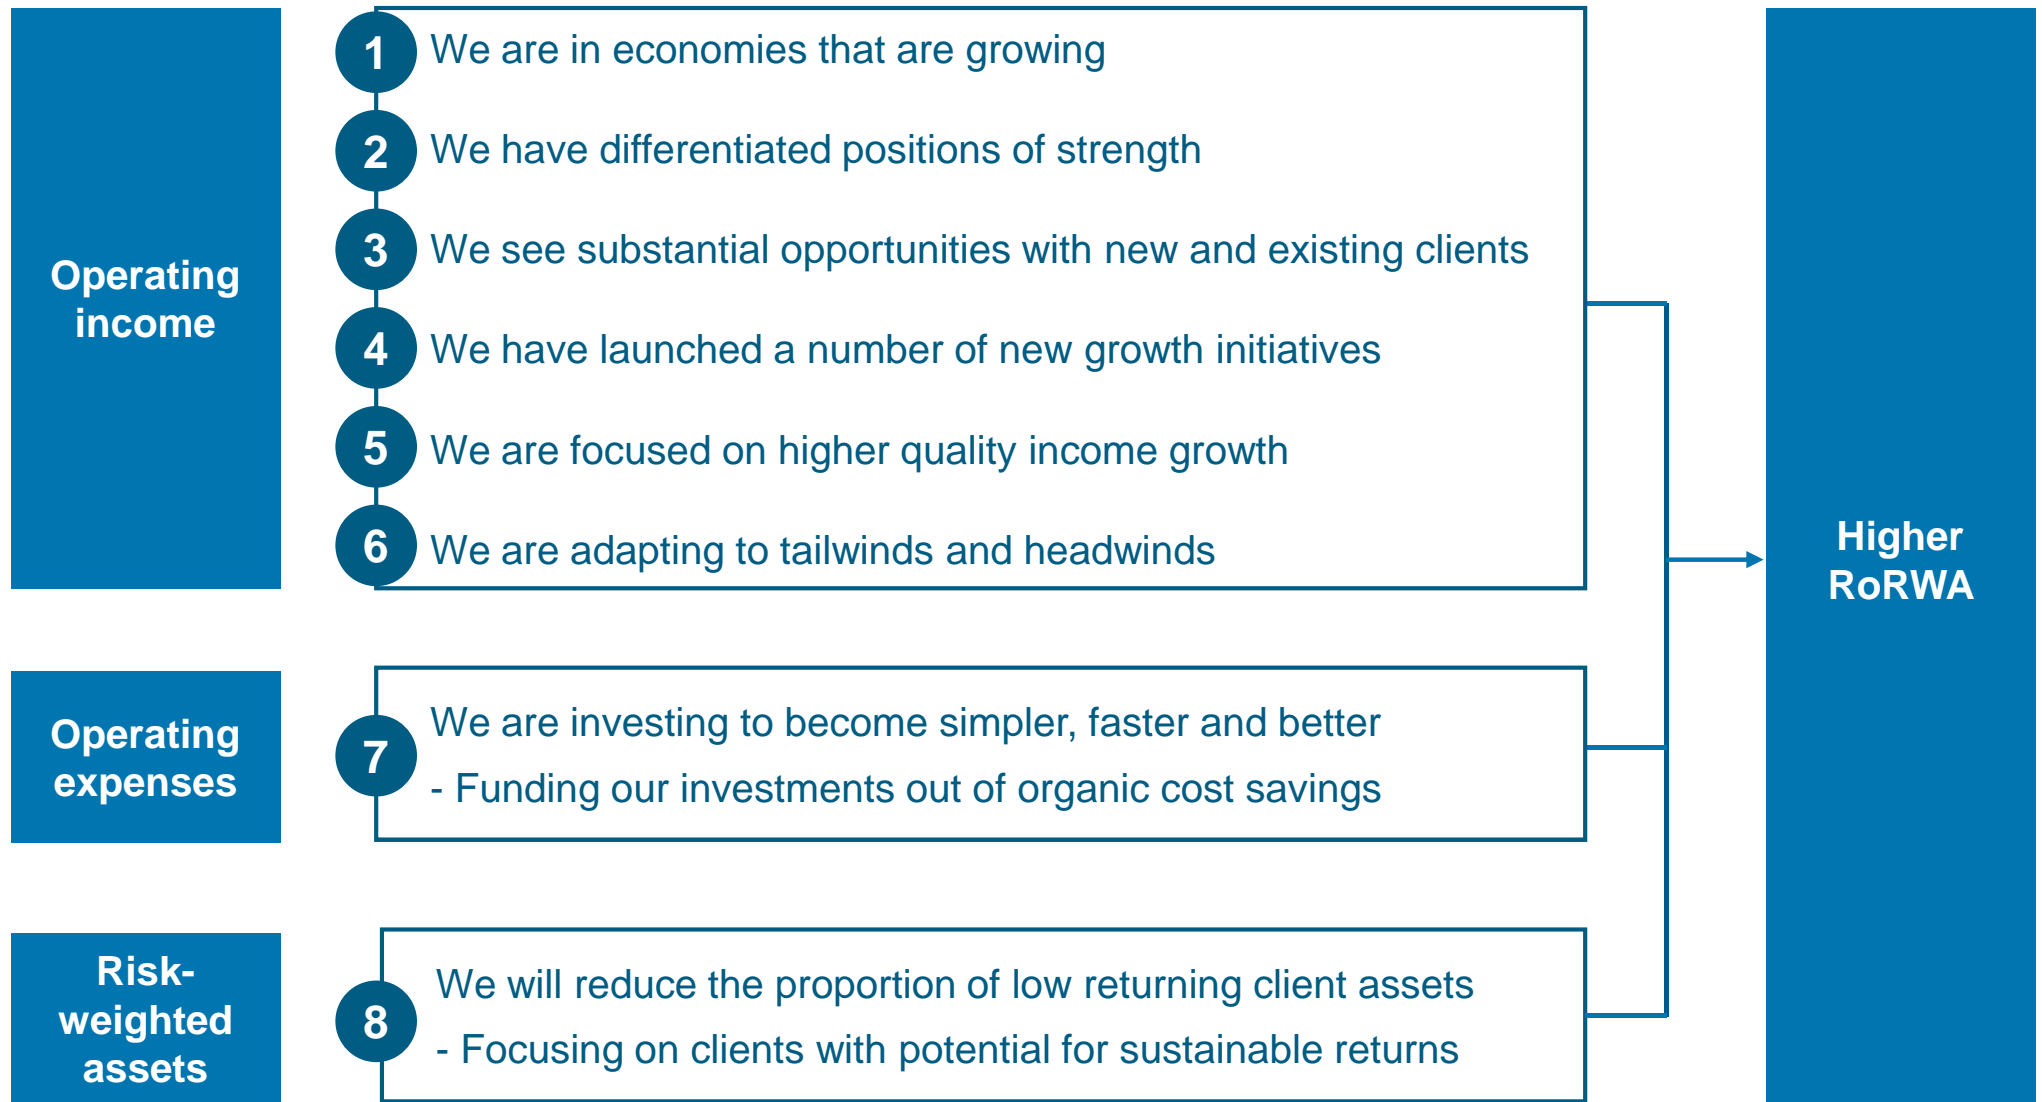 Operating
income
1
We are in economies that are growing
2
We have differentiated positions of strength
3
We see substantial opportunities with new and existing clients
4
We have launched a number of new growth initiatives
5
We are focused on higher quality income growth
6
We are adapting to tailwinds and headwinds
Operating
expenses
7
We are investing to become simpler, faster and better
- Funding our investments out of organic cost savings
Risk-
weighted
assets
8
We will reduce the proportion of low returning client assets
- Focusing on clients with potential for sustainable returns
Higher
RoRWA